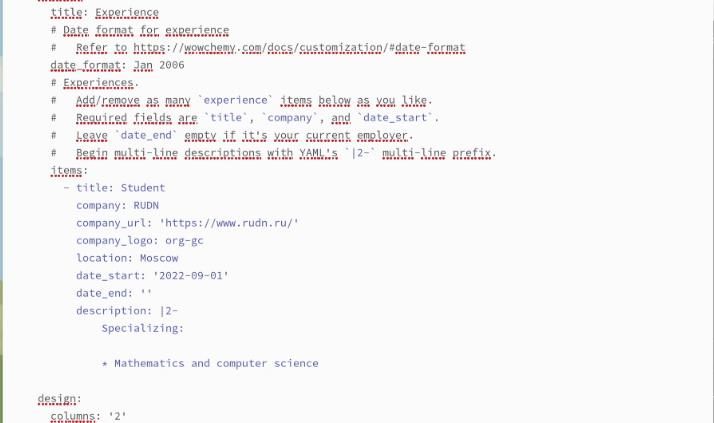 title: Experience
# Date format for experience
#   Refer to https://wowchemy.com/docs/customization/#date-format
date_format: Jan 2006
# Experiences.
#   Add/remove as many `experience` items below as you like.
#   Required fields are `title`, `company`, and `date_start`.
#   Leave `date_end` empty if it's your current employer.
#   Begin multi-line descriptions with YAML's `|2-` multi-line prefix.
items:
- title: Student
company: RUDN
company_url: 'https://www.rudn.ru/'
company_logo: org-gc
location: Moscow
date_start: '2022-09-01'
date_end: ''
description: |2-
Specializing:
* Mathematics and computer science
design:
columns: '2'